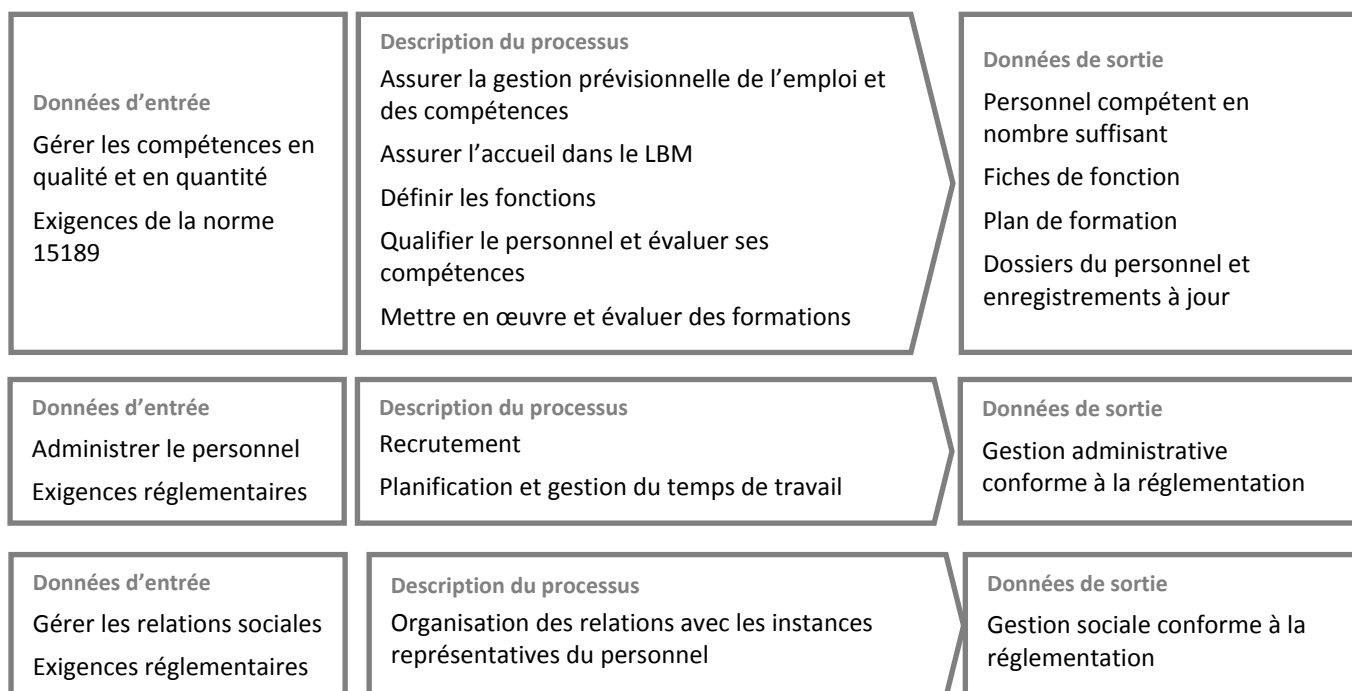 Données d’entrée
Gérer les compétences en
qualité et en quantité
Exigences de la norme
15189
Description du processus
Assurer la gestion prévisionnelle de l’emploi et
des compétences
Assurer l’accueil dans le LBM
Définir les fonctions
Qualifier le personnel et évaluer ses
compétences
Mettre en œuvre et évaluer des formations
Données de sortie
Personnel compétent en
nombre suffisant
Fiches de fonction
Plan de formation
Dossiers du personnel et
enregistrements à jour
Données d’entrée
Administrer le personnel
Exigences réglementaires
Description du processus
Recrutement
Planification et gestion du temps de travail
Données de sortie
Gestion administrative
conforme à la réglementation
Données d’entrée
Gérer les relations sociales
Exigences réglementaires
Description du processus
Organisation des relations avec les instances
représentatives du personnel
Données de sortie
Gestion sociale conforme à la
réglementation